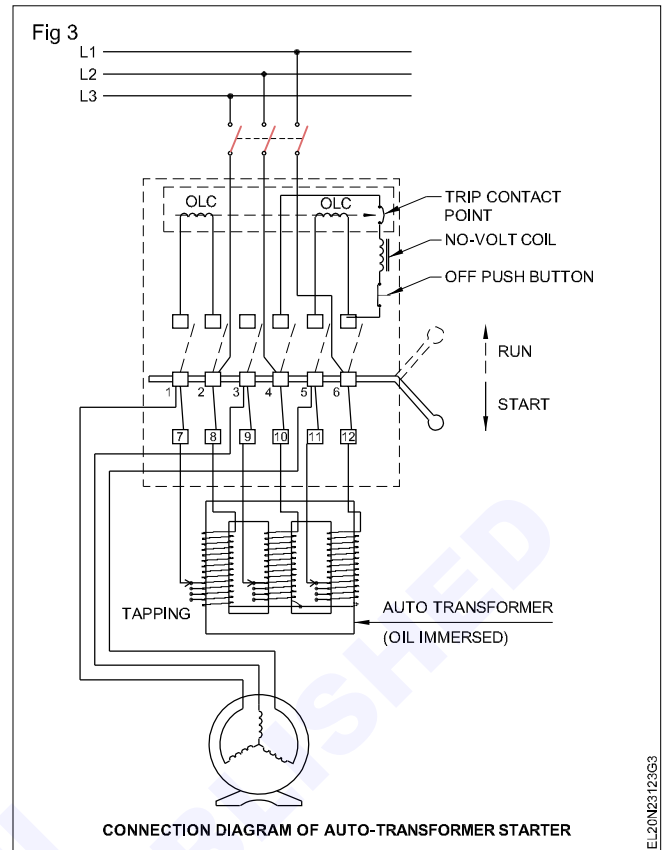 Fig 3
L1
L2
L3
OLC
OLC
TRIP CONTACT
POINT
NO-VOLT COIL
OFF PUSH BUTTON
RUN
START
1 2 3 4 5 6
7 8 9 10 11 12
TAPPING
AUTO TRANSFORMER
(OIL IMMERSED)
CONNECTION DIAGRAM OF AUTO-TRANSFORMER STARTER
EL20N23123G3